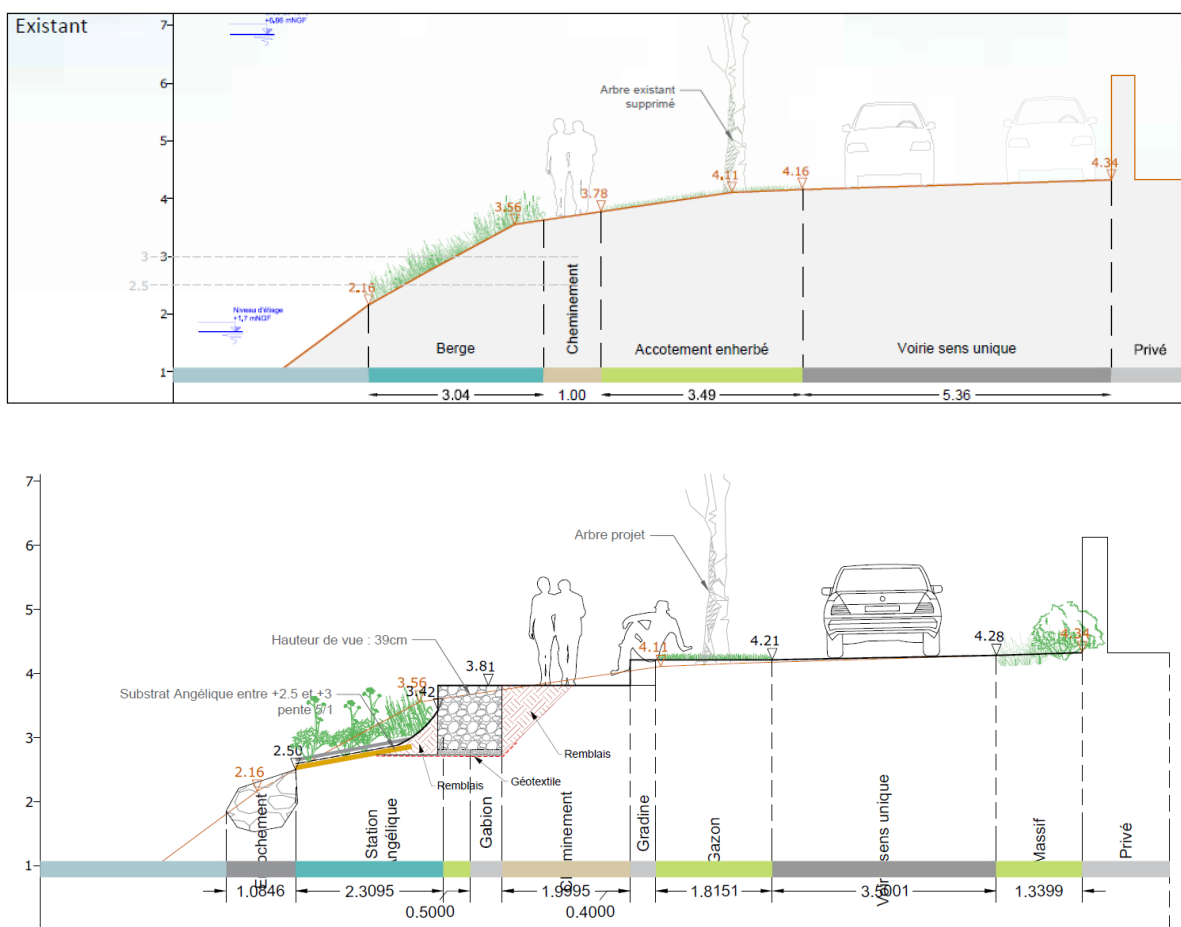 Existant
+6.86 mNGF
7
6
5
4
3
2
1
Arbre existant
supprimé
4.34
4.16
4.11
3.78
3.56
3
2.5
2.16
Niveau d'étiage
+1,7 mNGF
Berge
Cheminement
Accotement enherbé
Voirie sens unique
Privé
3.04
1.00
3.49
5.36
7
6
5
4
3
2
1
Arbre projet
Hauteur de vue : 39cm
4.11
4.21
4.28
4.34
3.81
Substrat Angélique entre +2.5 et +3
pente 5/1
3.56
3.42
2.50
2.16
Remblais
Remblais
Géotextile
Station
Gabion
Gradine
Gazon
sens unique
Massif
Privé
1.0846
2.3095
1.9995
1.8151
1.3399
0.5000
0.4000